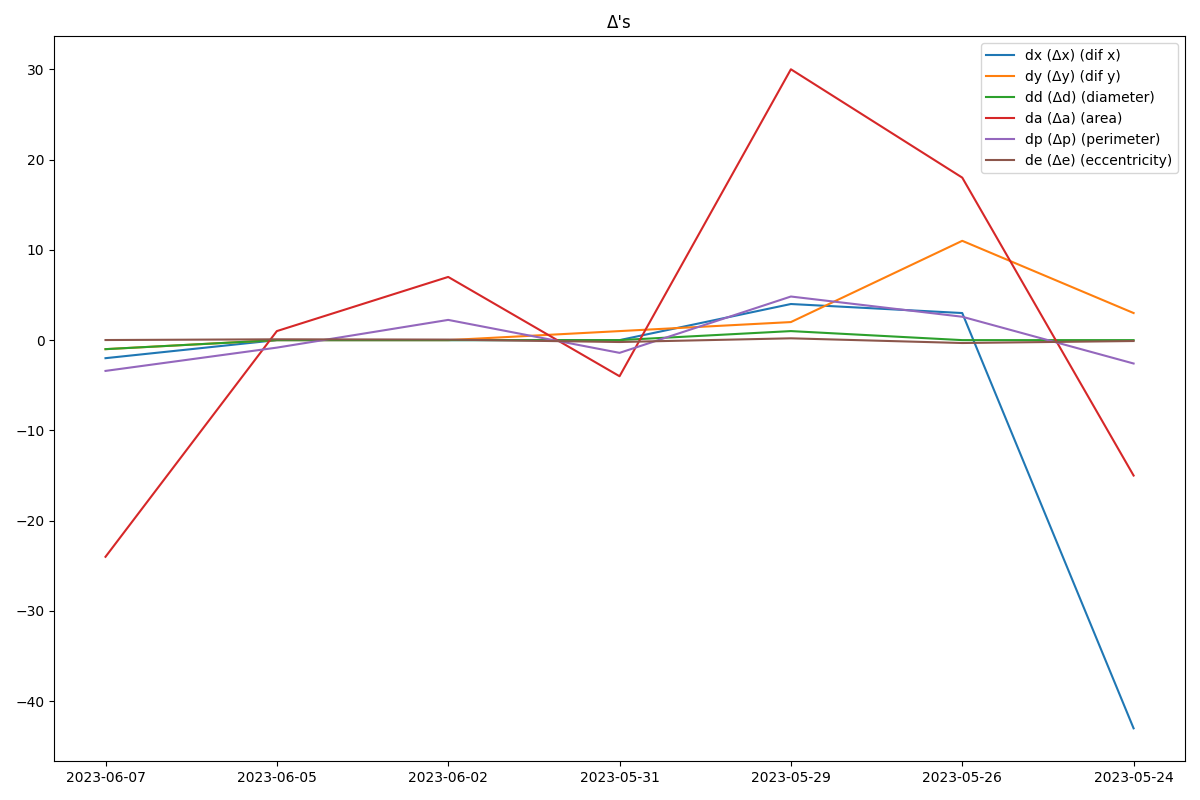 Δ's
dx (Δx) (dif x)
dy (Δy) (dif y)
dd (Δd) (diameter)
da (Δa) (area)
dp (Δp) (perimeter)
de (Δe) (eccentricity)
30
20
10
0
−10
−20
−30
−40
2023-06-07 2023-06-05 2023-06-02 2023-05-31 2023-05-29 2023-05-26 2023-05-24